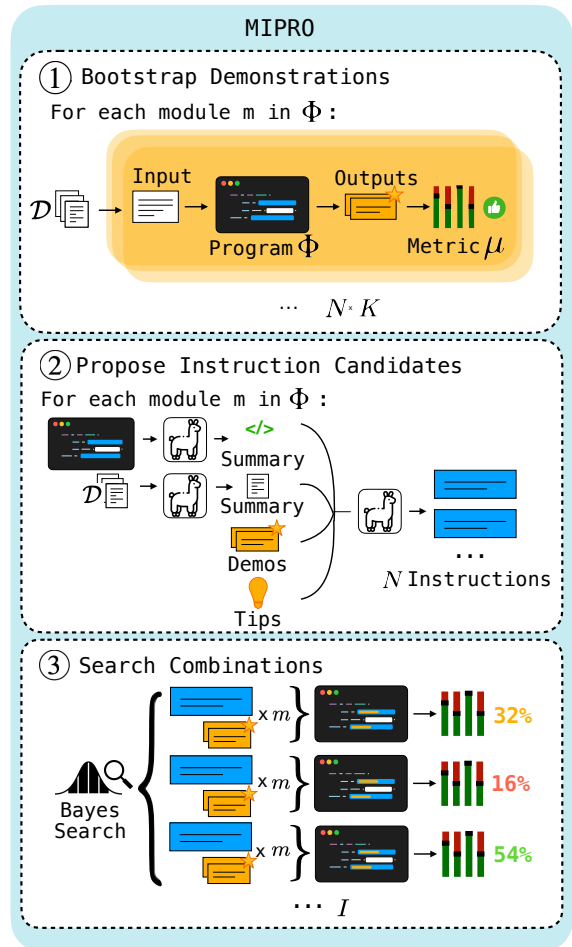 MIPRO
1 Bootstrap Demonstrations
For each module m in Φ:
Input
Outputs
𝒟
Program Φ
Metric μ
... N × K
2 Propose Instruction Candidates
For each module m in Φ:
</>
Summary
𝒟
Summary
Demos
...
N Instructions
Tips
3 Search Combinations
x m
32%
Bayes
Search
x m
16%
x m
54%
... I